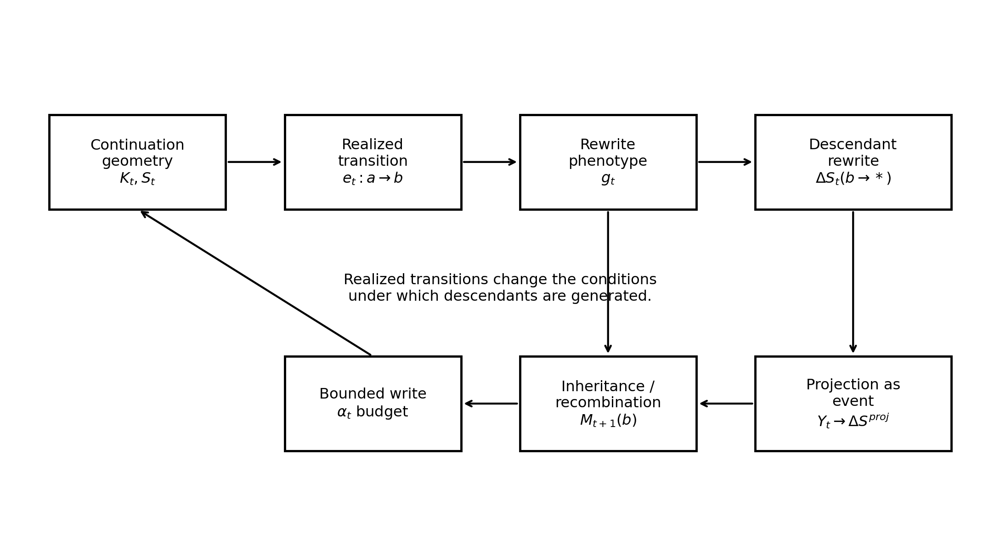 Continuation
geometry
Kₜ, Sₜ
Realized
transition
eₜ : a → b
Rewrite
phenotype
gₜ
Descendant
rewrite
ΔSₜ(b → *)
Realized transitions change the conditions
under which descendants are generated.
Bounded write
αₜ budget
Inheritance /
recombination
Mₜ₊₁(b)
Projection as
event
Yₜ → ΔSᵖʳᵒʲ